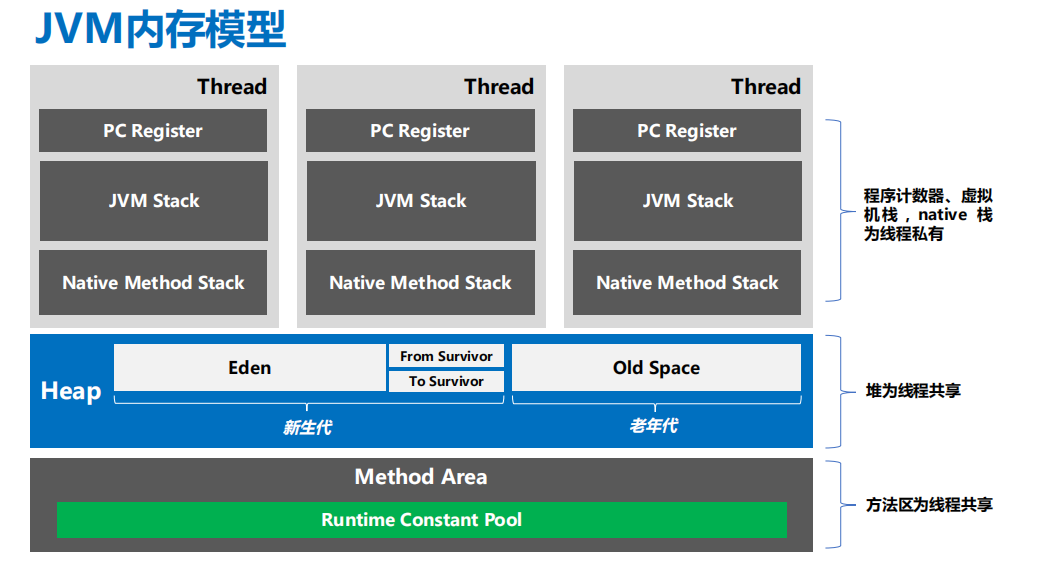 JVM内存模型
Thread
Thread
Thread
PC Register
PC Register
PC Register
JVM Stack
JVM Stack
JVM Stack
Native Method Stack
Native Method Stack
Native Method Stack
程序计数器、虚拟
机栈，native 栈
为线程私有
Heap
Eden
From Survivor
To Survivor
Old Space
新生代
老年代
堆为线程共享
Method Area
Runtime Constant Pool
方法区为线程共享